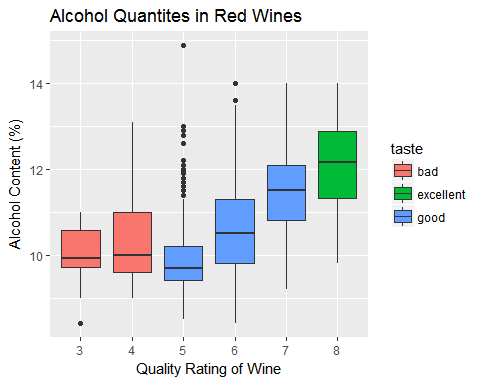 Alcohol Quantites in Red Wines
Alcohol Content (%)
14
12
10
3 4 5 6 7 8
Quality Rating of Wine
taste
bad
excellent
good